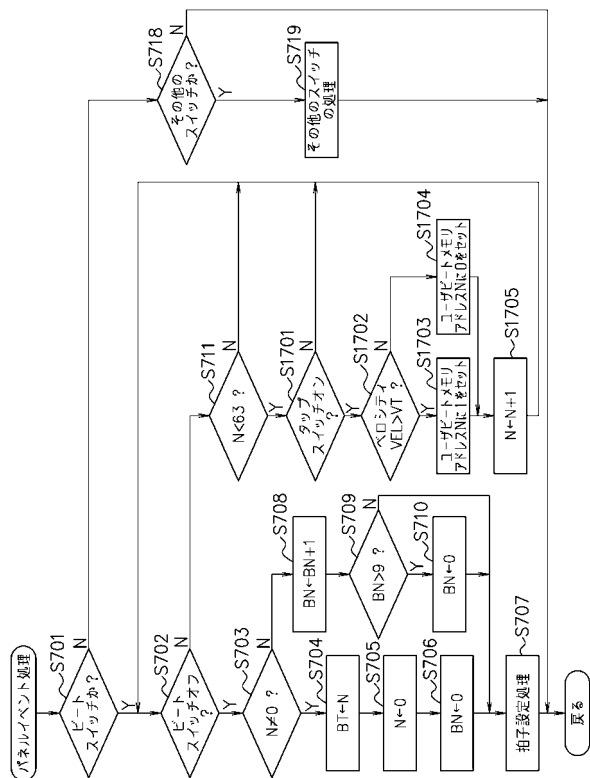 パネルイベント処理
S701
ビート
スイッチか?
N
Y
S702
ビート
スイッチオフ
?
N
Y
S703
N≠0 ?
N
Y
S704
BT←N
S705
N←0
S706
BN←0
S707
拍子設定処理
戻る
S708
BN←BN+1
S709
BN>9 ?
N
Y
S710
BN←0
S711
N<63 ?
N
Y
S1701
タップ
スイッチオン
?
N
Y
S1702
ベロシティ
VEL>VT ?
N
Y
S1703
ユーザビートメモリ
アドレスNに1をセット
S1704
ユーザビートメモリ
アドレスNに0をセット
S1705
N←N+1
S718
その他の
スイッチか?
N
Y
S719
その他のスイッチ
の処理